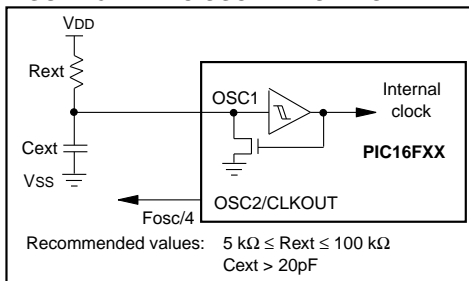 VDD
Rext
OSC1
Internal
clock
Cext
PIC16FXX
VSS
OSC2/CLKOUT
Fosc/4
Recommended values: 5 kΩ ≤ Rext ≤ 100 kΩ
Cext > 20pF